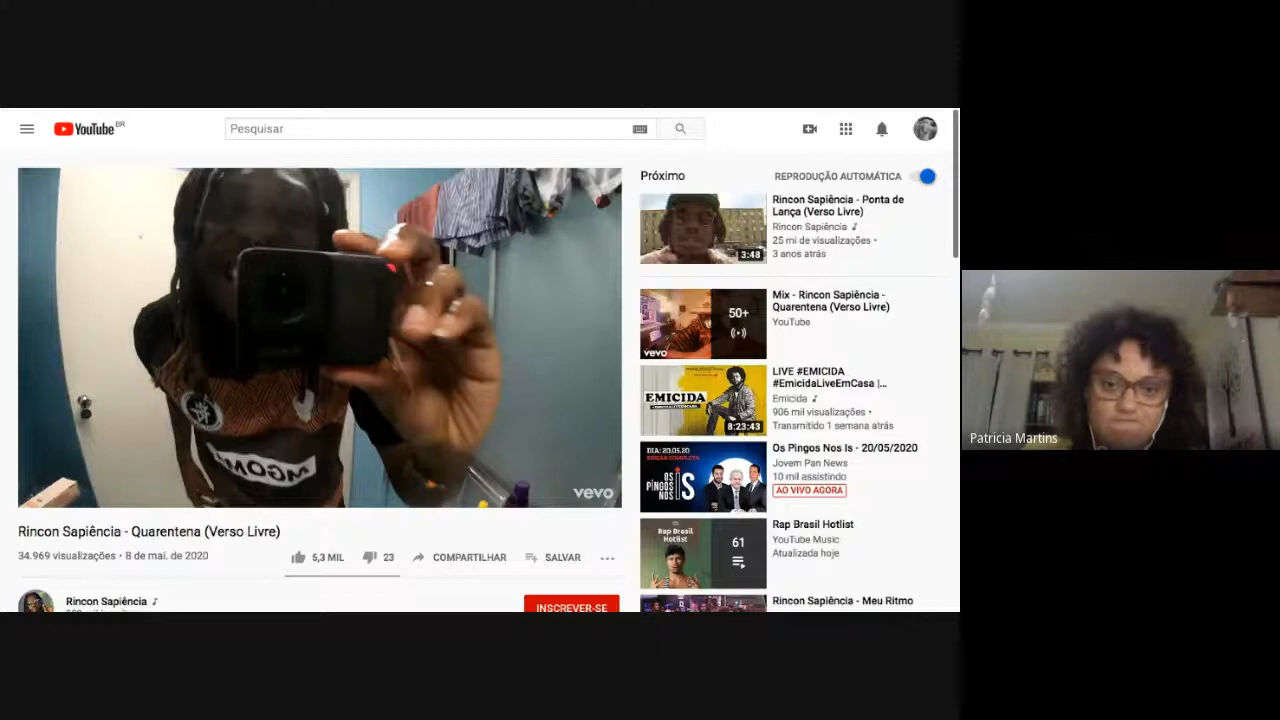 YouTube BR
Pesquisar
vevo
Rincon Sapiência - Quarentena (Verso Livre)
34.969 visualizações • 8 de mai. de 2020
5,3 MIL
23
COMPARTILHAR
SALVAR
Rincon Sapiência
INSCREVER-SE
Próximo
REPRODUÇÃO AUTOMÁTICA
3:48
Rincon Sapiência - Ponta de
Lança (Verso Livre)
Rincon Sapiência
25 mi de visualizações •
3 anos atrás
50+
vevo
Mix - Rincon Sapiência -
Quarentena (Verso Livre)
YouTube
EMICIDA
8:23:43
LIVE #EMICIDA
#EmicidaLiveEmCasa |...
Emicida
906 mil visualizações •
Transmitido 1 semana atrás
DIA: 20.05.20
EDIÇÃO COMPLETA
OS
PINGOS
NOS
IS
Os Pingos Nos Is - 20/05/2020
Jovem Pan News
10 mil assistindo
AO VIVO AGORA
Rap Brasil
Hotlist
61
Rap Brasil Hotlist
YouTube Music
Atualizada hoje
Rincon Sapiência - Meu Ritmo
Patricia Martins